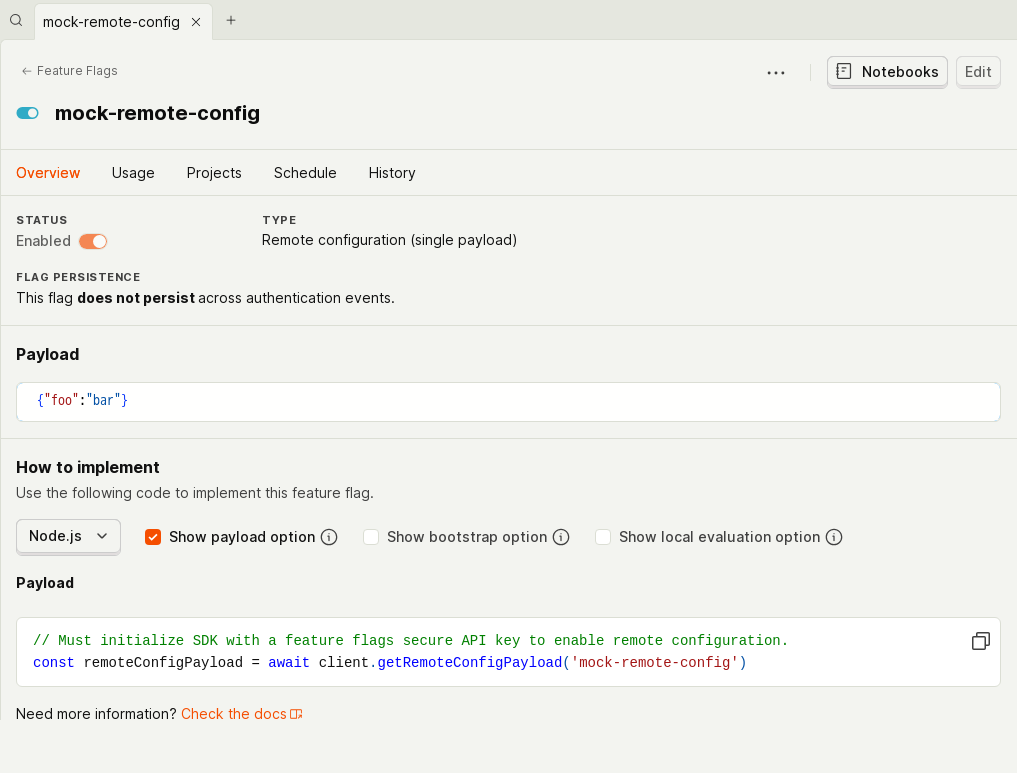 mock-remote-config
Feature Flags
Notebooks
Edit
mock-remote-config
Overview
Usage
Projects
Schedule
History
STATUS
TYPE
Enabled
Remote configuration (single payload)
FLAG PERSISTENCE
This flag does not persist across authentication events.
Payload
{"foo":"bar"}
How to implement
Use the following code to implement this feature flag.
Node.js
Show payload option
Show bootstrap option
Show local evaluation option
Payload
// Must initialize SDK with a feature flags secure API key to enable remote configuration.
const remoteConfigPayload = await client.getRemoteConfigPayload('mock-remote-config')
Need more information? Check the docs